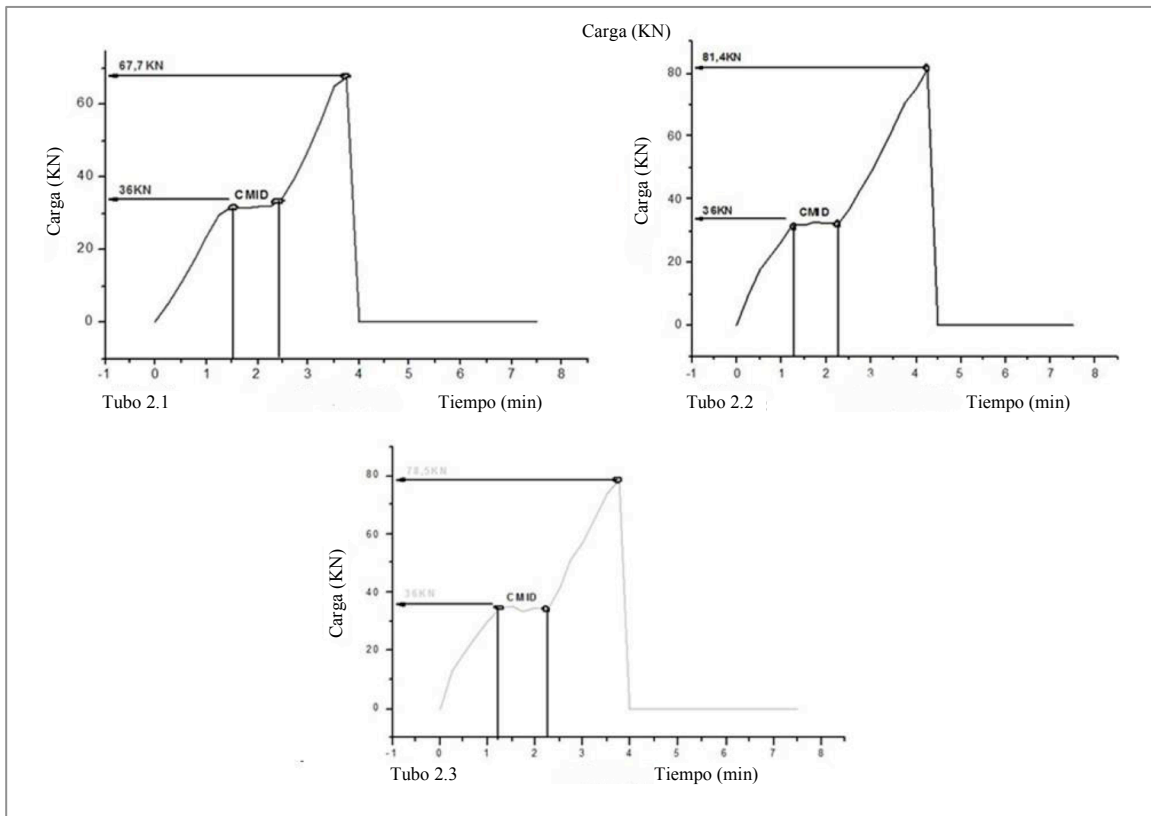 Carga (KN)
67,7 KN
60
40
36KN
CMID
20
0
Carga (KN)
-1 0 1 2 3 4 5 6 7 8
Tubo 2.1
Tiempo (min)
81,4KN
80
60
40
36KN
CMID
20
0
Carga (KN)
-1 0 1 2 3 4 5 6 7 8
Tubo 2.2
Tiempo (min)
78,5KN
80
60
40
36KN
CMID
20
0
Carga (KN)
-1 0 1 2 3 4 5 6 7 8
Tubo 2.3
Tiempo (min)